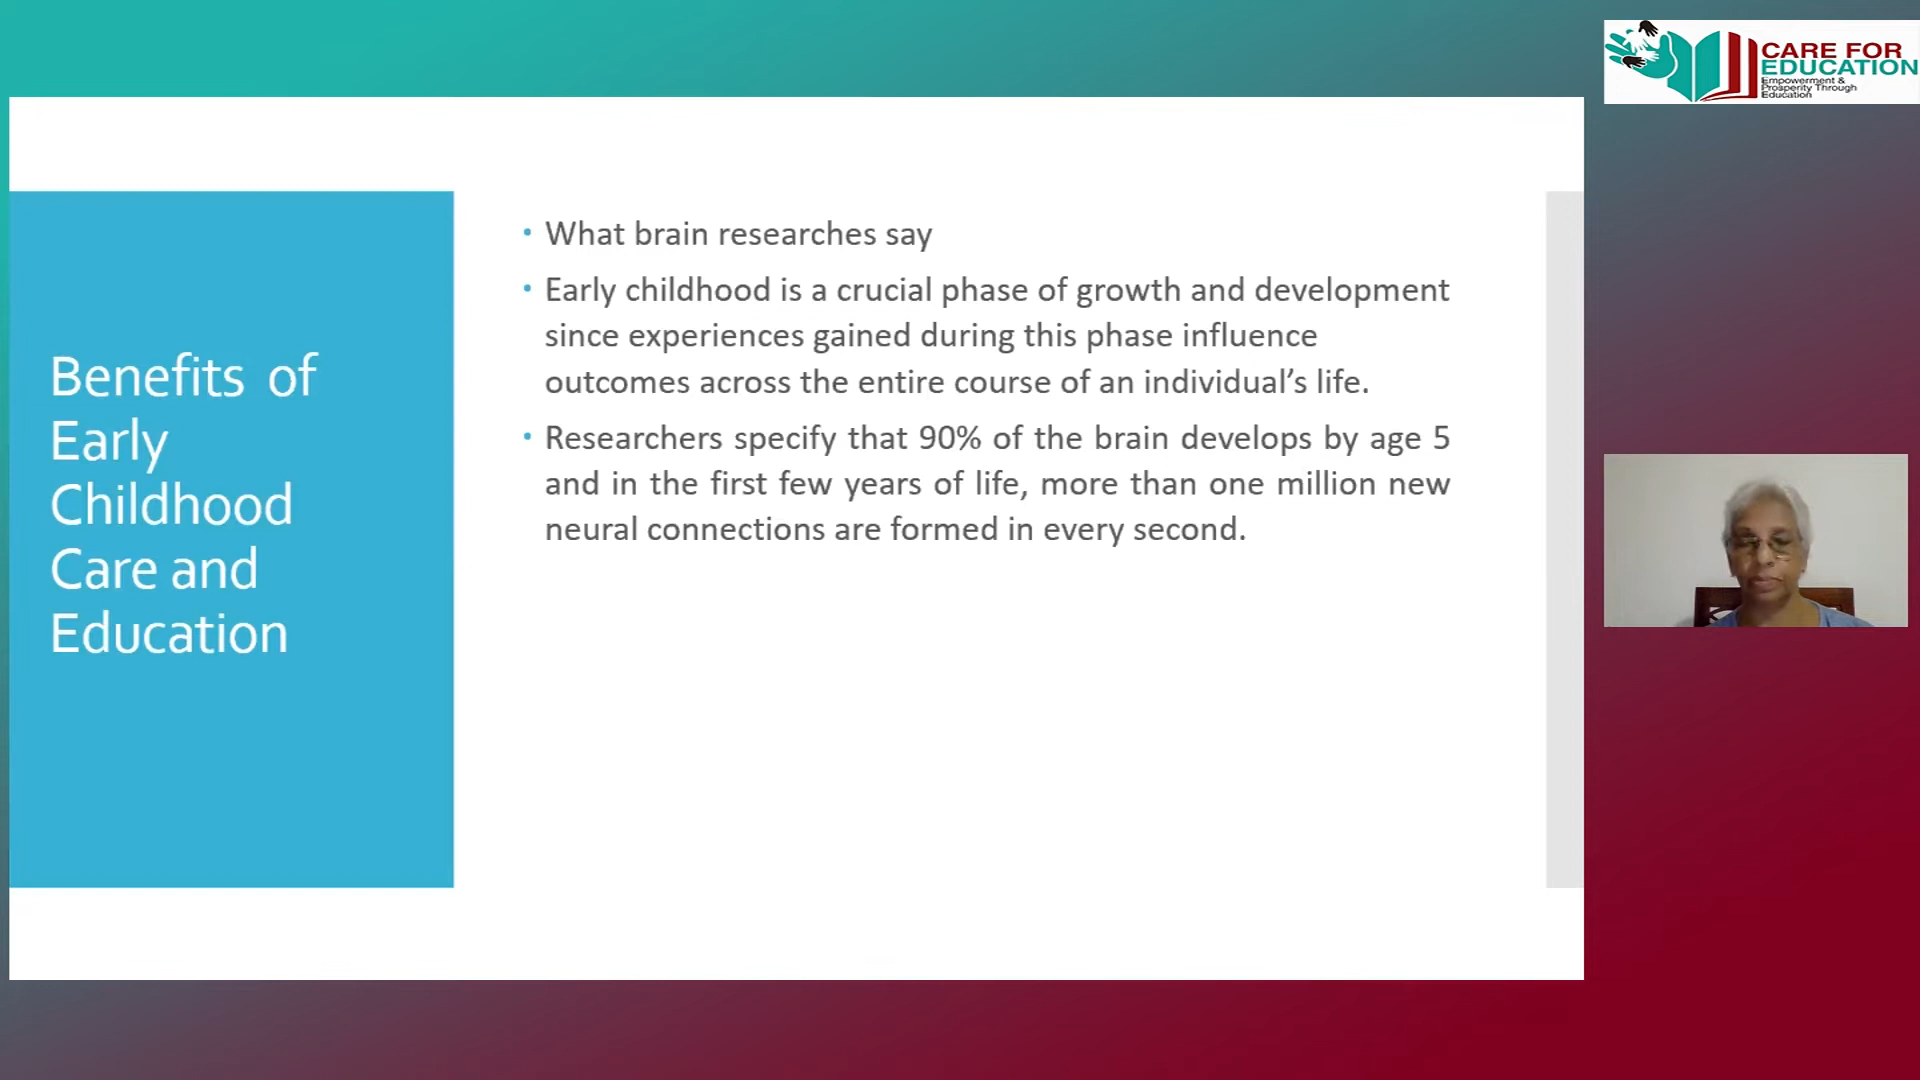 CARE FOR
EDUCATION
Empowerment &
Prosperity Through
Education
Benefits of
Early
Childhood
Care and
Education
• What brain researches say
• Early childhood is a crucial phase of growth and development
since experiences gained during this phase influence
outcomes across the entire course of an individual’s life.
• Researchers specify that 90% of the brain develops by age 5
and in the first few years of life, more than one million new
neural connections are formed in every second.